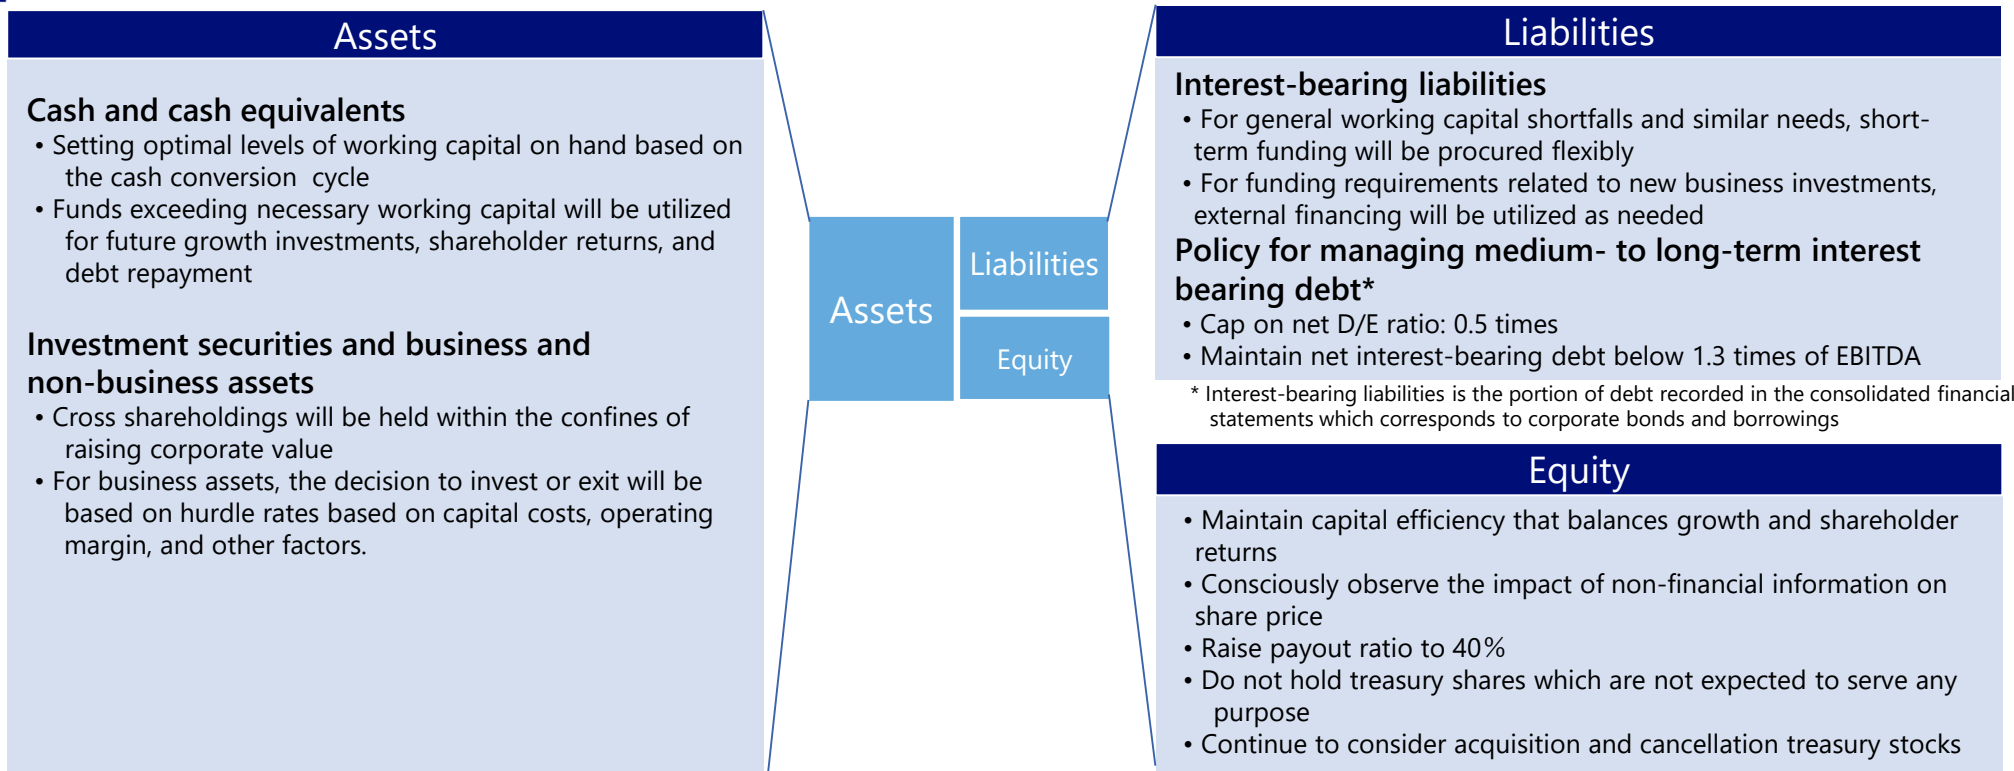 Assets
Cash and cash equivalents
• Setting optimal levels of working capital on hand based on
the cash conversion cycle
• Funds exceeding necessary working capital will be utilized
for future growth investments, shareholder returns, and
debt repayment
Investment securities and business and
non-business assets
• Cross shareholdings will be held within the confines of
raising corporate value
• For business assets, the decision to invest or exit will be
based on hurdle rates based on capital costs, operating
margin, and other factors.
Assets
Liabilities
Equity
Liabilities
Interest-bearing liabilities
• For general working capital shortfalls and similar needs, short-
term funding will be procured flexibly
• For funding requirements related to new business investments,
external financing will be utilized as needed
Policy for managing medium- to long-term interest
bearing debt*
• Cap on net D/E ratio: 0.5 times
• Maintain net interest-bearing debt below 1.3 times of EBITDA
* Interest-bearing liabilities is the portion of debt recorded in the consolidated financial
statements which corresponds to corporate bonds and borrowings
Equity
• Maintain capital efficiency that balances growth and shareholder
returns
• Consciously observe the impact of non-financial information on
share price
• Raise payout ratio to 40%
• Do not hold treasury shares which are not expected to serve any
purpose
• Continue to consider acquisition and cancellation treasury stocks